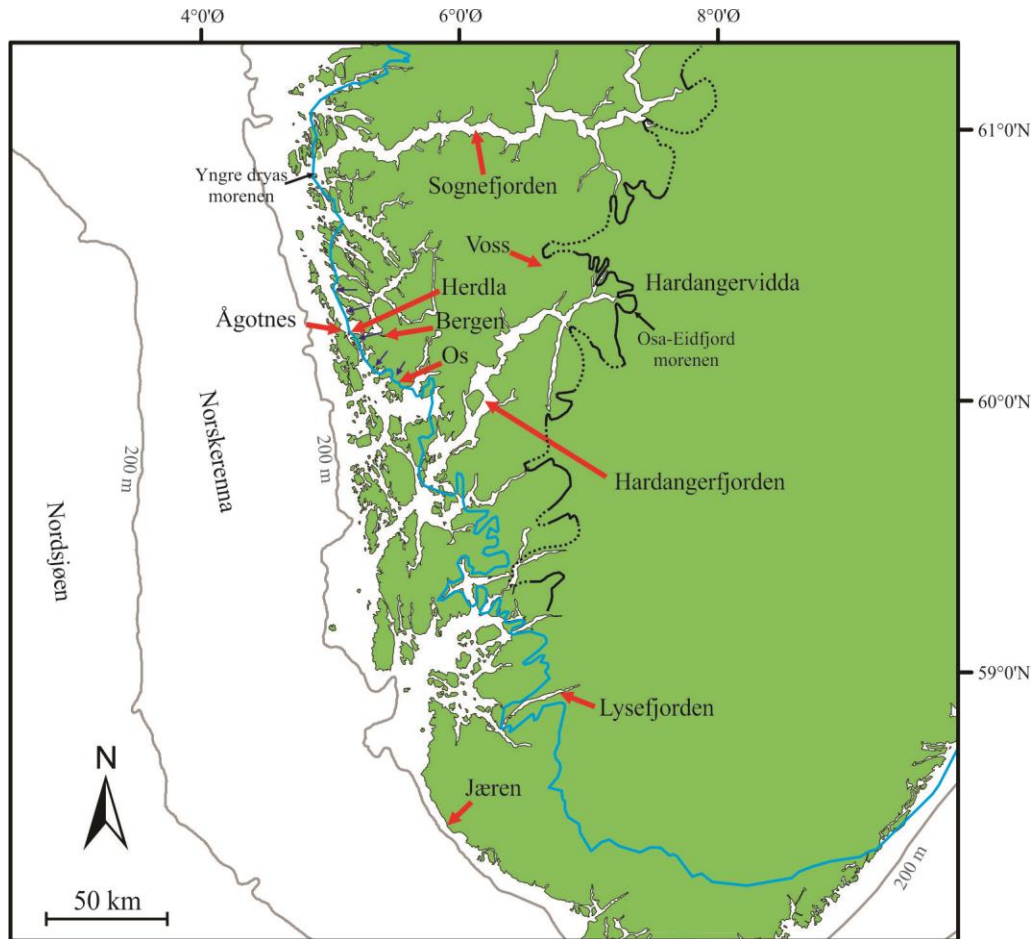 4°0'Ø
6°0'Ø
8°0'Ø
61°0'N
Yngre dryas
morenen
Sognefjorden
Voss
Hardangervidda
Herdla
Ågotnes
Bergen
Osa-Eidfjord
morenen
Os
60°0'N
200 m
Norskerenna
200 m
Hardangerfjorden
Nordsjøen
59°0'N
Lysefjorden
N
Jæren
200 m
50 km